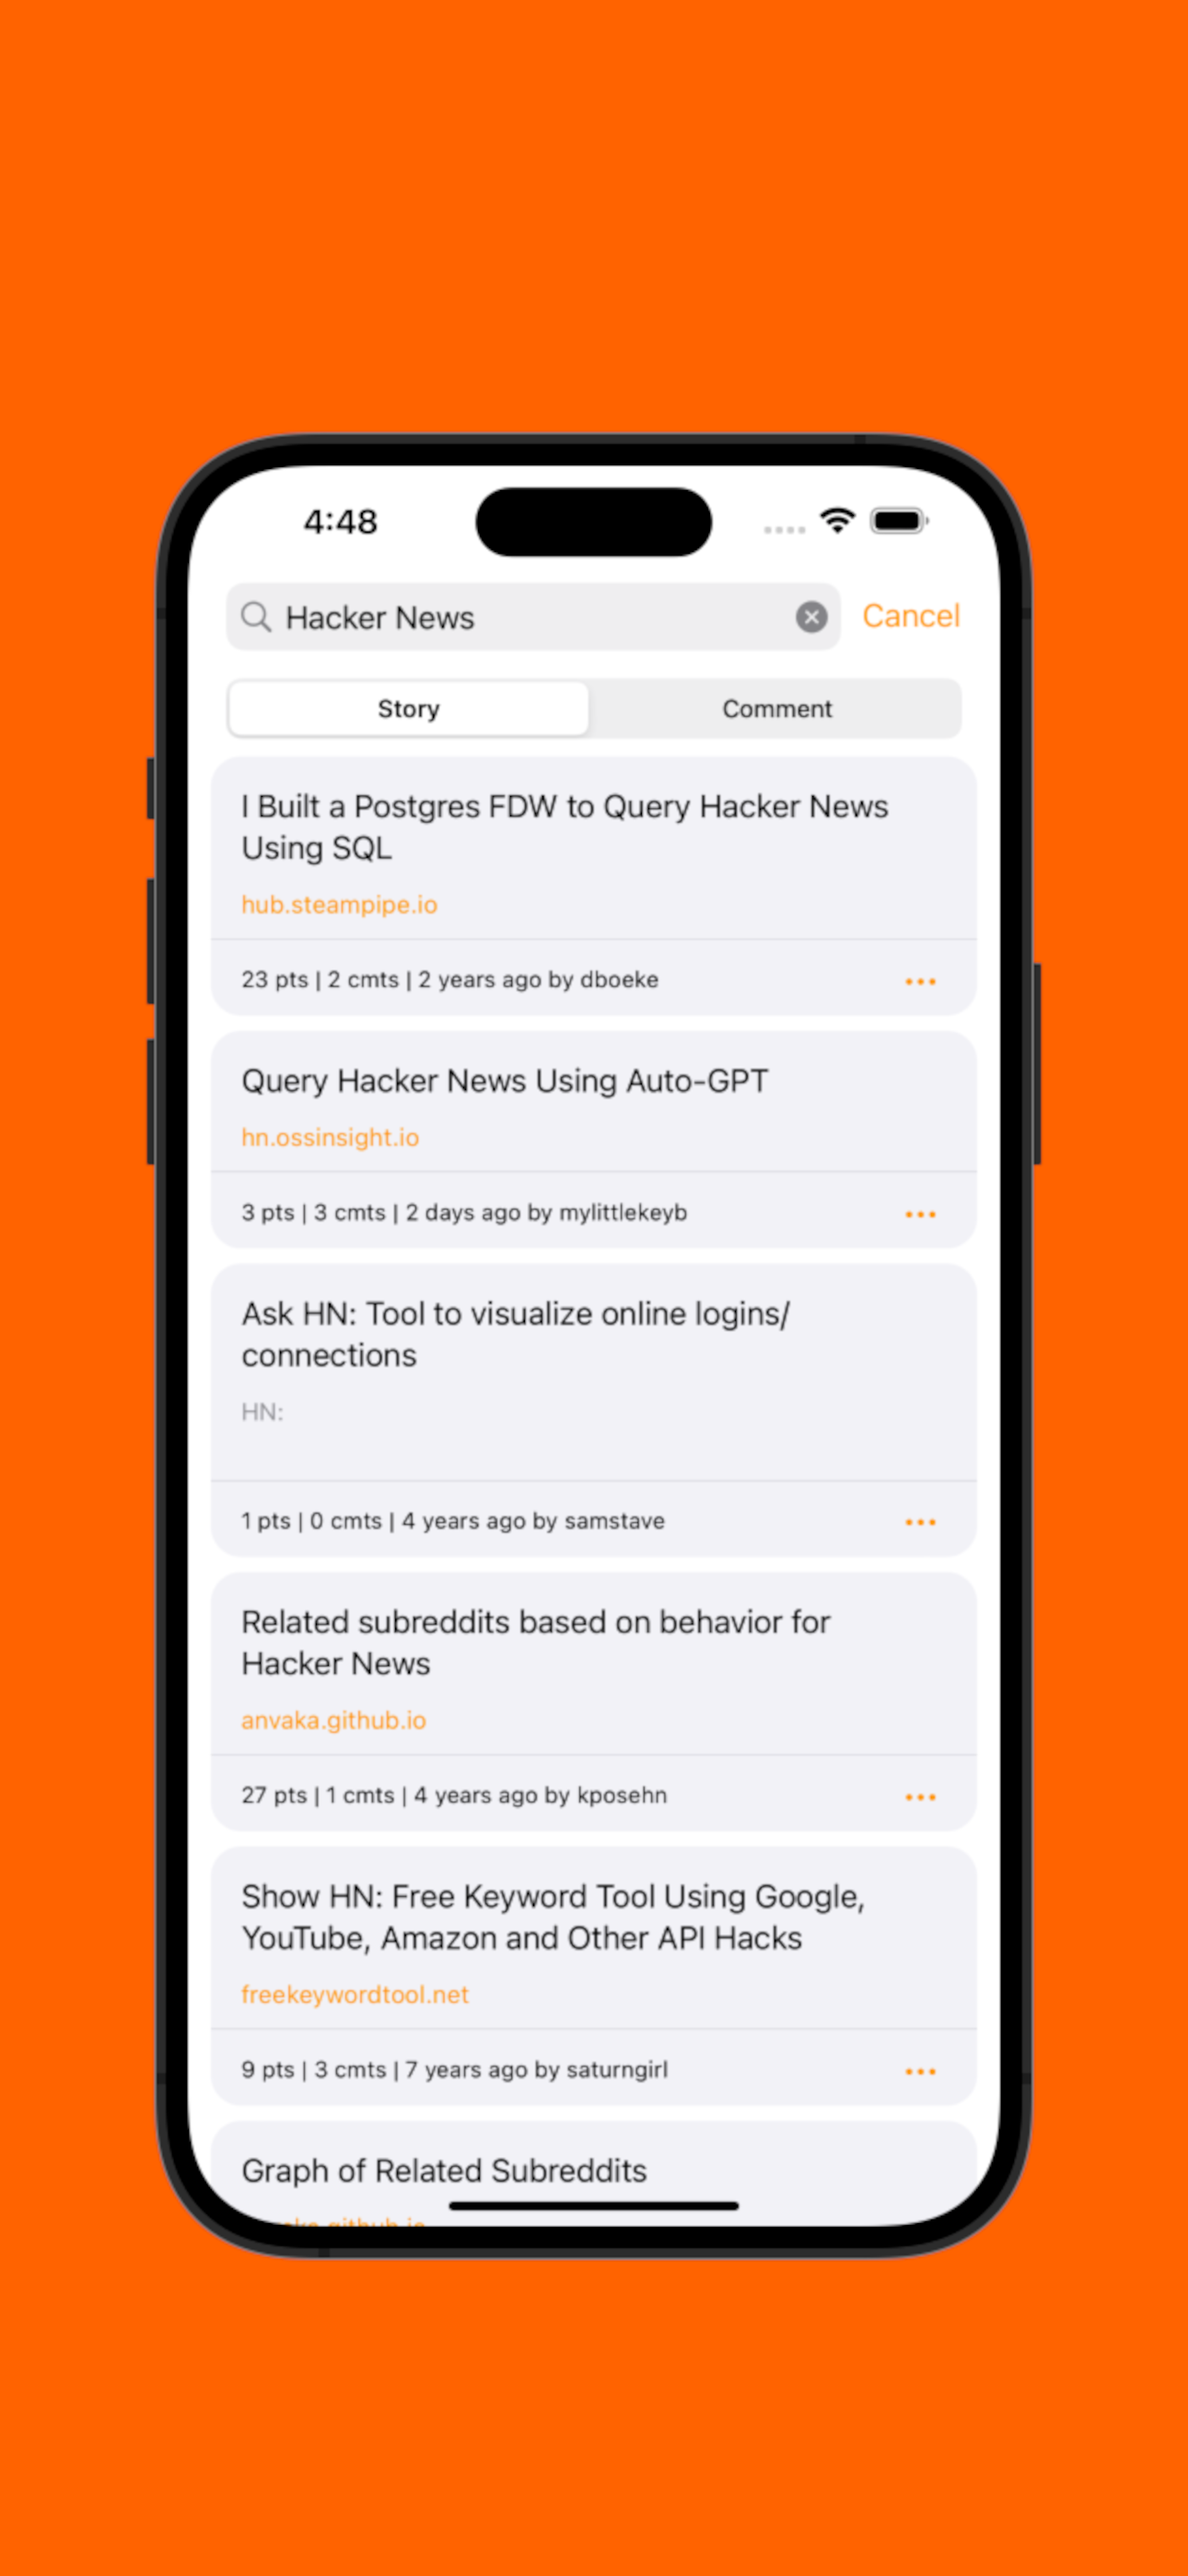 4:48
Hacker News
Cancel
Story
Comment
I Built a Postgres FDW to Query Hacker News
Using SQL
hub.steampipe.io
23 pts | 2 cmts | 2 years ago by dboeke
Query Hacker News Using Auto-GPT
hn.ossinsight.io
3 pts | 3 cmts | 2 days ago by mylittlekeyb
Ask HN: Tool to visualize online logins/
connections
HN:
1 pts | 0 cmts | 4 years ago by samstave
Related subreddits based on behavior for
Hacker News
anvaka.github.io
27 pts | 1 cmts | 4 years ago by kposehn
Show HN: Free Keyword Tool Using Google,
YouTube, Amazon and Other API Hacks
freekeywordtool.net
9 pts | 3 cmts | 7 years ago by saturngirl
Graph of Related Subreddits